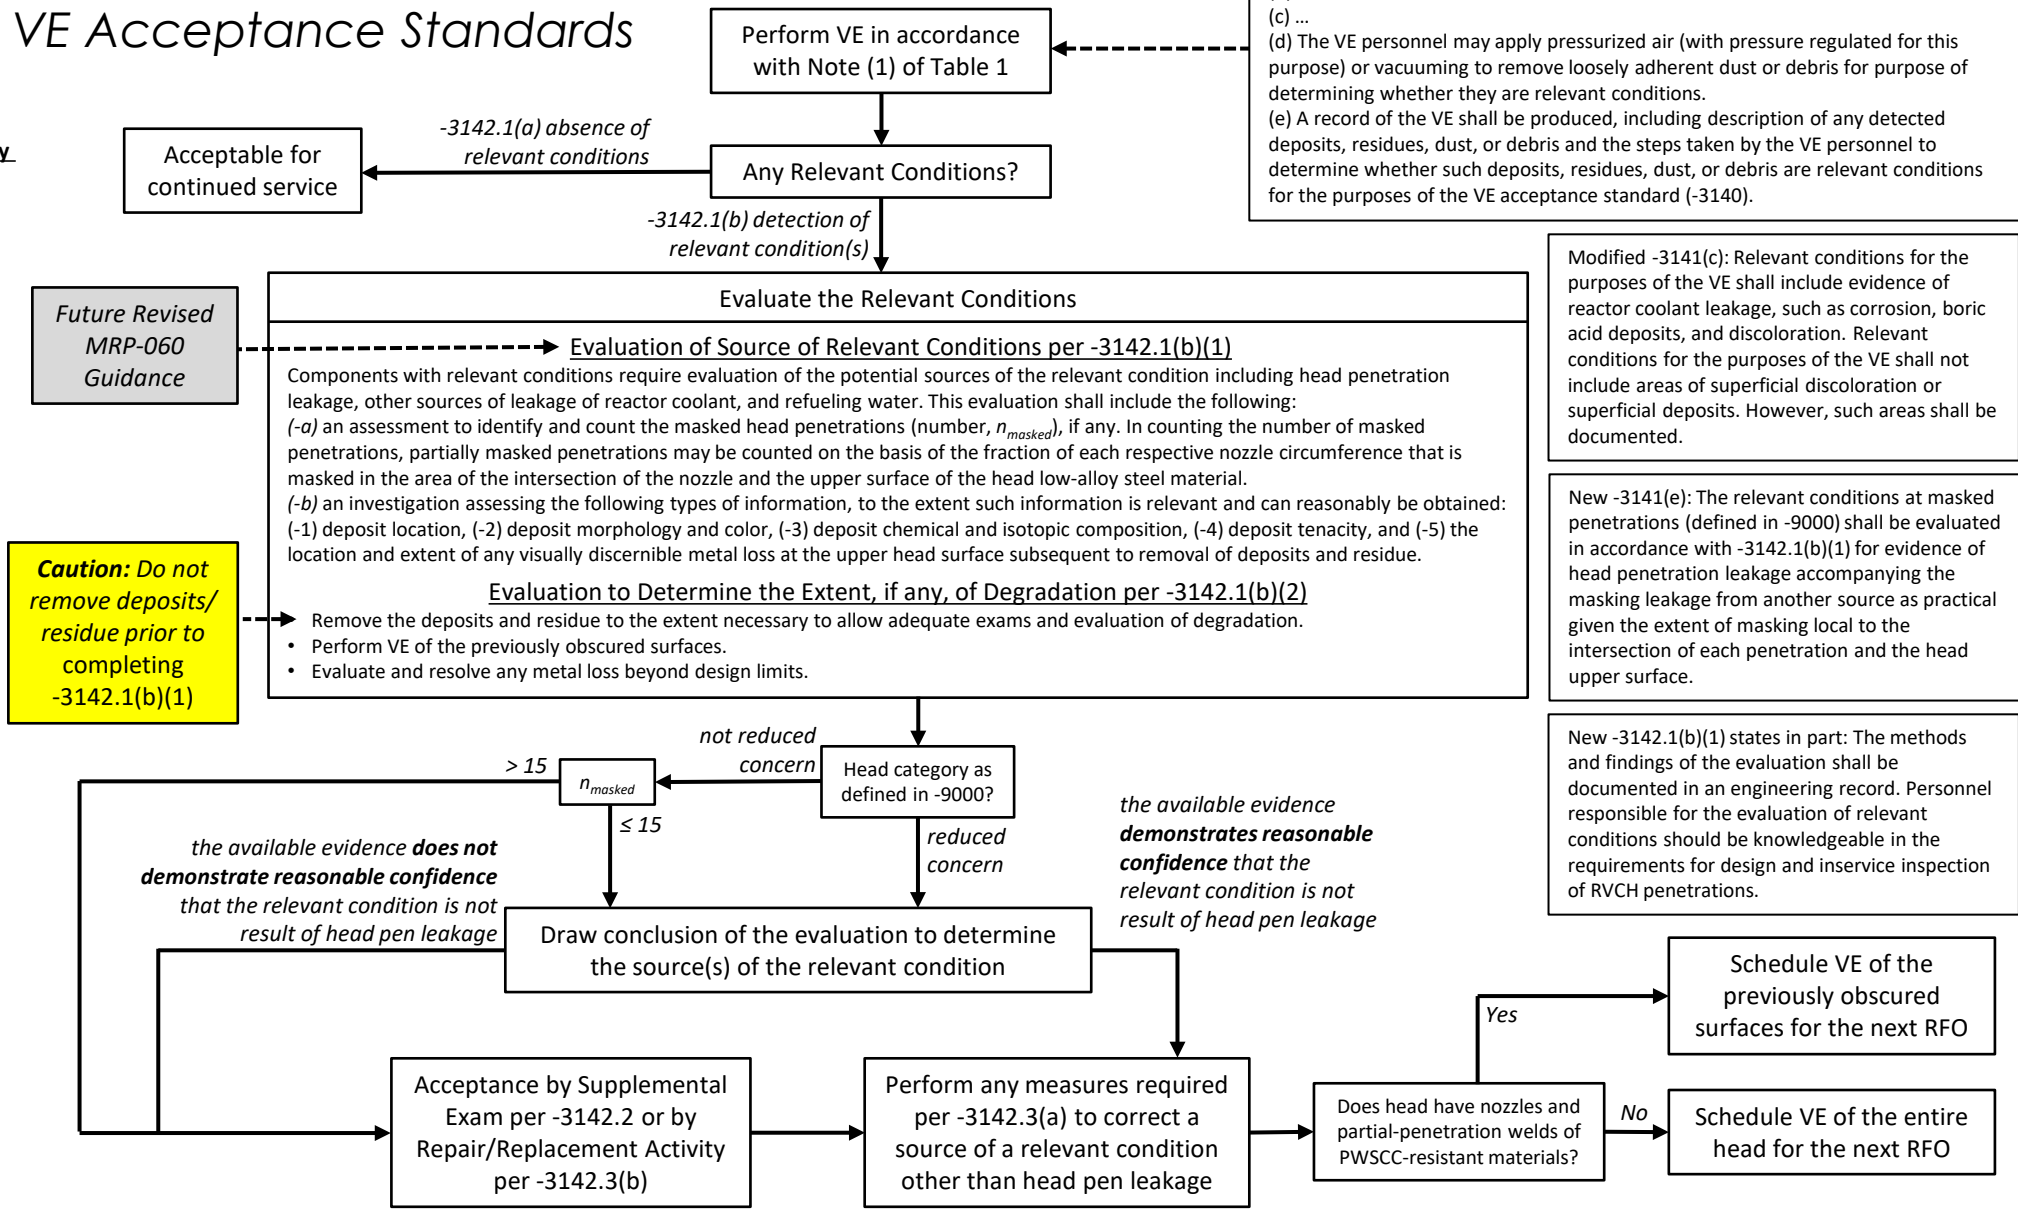 VE Acceptance Standards
Perform VE in accordance
with Note (1) of Table 1
(c) ...
(d) The VE personnel may apply pressurized air (with pressure regulated for this
purpose) or vacuuming to remove loosely adherent dust or debris for purpose of
determining whether they are relevant conditions.
(e) A record of the VE shall be produced, including description of any detected
deposits, residues, dust, or debris and the steps taken by the VE personnel to
determine whether such deposits, residues, dust, or debris are relevant conditions
for the purposes of the VE acceptance standard (-3140).
y
Acceptable for
continued service
-3142.1(a) absence of
relevant conditions
Any Relevant Conditions?
-3142.1(b) detection of
relevant condition(s)
Future Revised
MRP-060
Guidance
Evaluate the Relevant Conditions
Evaluation of Source of Relevant Conditions per -3142.1(b)(1)
Components with relevant conditions require evaluation of the potential sources of the relevant condition including head penetration
leakage, other sources of leakage of reactor coolant, and refueling water. This evaluation shall include the following:
(-a) an assessment to identify and count the masked head penetrations (number, nmasked), if any. In counting the number of masked
penetrations, partially masked penetrations may be counted on the basis of the fraction of each respective nozzle circumference that is
masked in the area of the intersection of the nozzle and the upper surface of the head low-alloy steel material.
(-b) an investigation assessing the following types of information, to the extent such information is relevant and can reasonably be obtained:
(-1) deposit location, (-2) deposit morphology and color, (-3) deposit chemical and isotopic composition, (-4) deposit tenacity, and (-5) the
location and extent of any visually discernible metal loss at the upper head surface subsequent to removal of deposits and residue.
Evaluation to Determine the Extent, if any, of Degradation per -3142.1(b)(2)
Remove the deposits and residue to the extent necessary to allow adequate exams and evaluation of degradation.
• Perform VE of the previously obscured surfaces.
• Evaluate and resolve any metal loss beyond design limits.
Caution: Do not
remove deposits/
residue prior to
completing
-3142.1(b)(1)
Modified -3141(c): Relevant conditions for the
purposes of the VE shall include evidence of
reactor coolant leakage, such as corrosion, boric
acid deposits, and discoloration. Relevant
conditions for the purposes of the VE shall not
include areas of superficial discoloration or
superficial deposits. However, such areas shall be
documented.
New -3141(e): The relevant conditions at masked
penetrations (defined in -9000) shall be evaluated
in accordance with -3142.1(b)(1) for evidence of
head penetration leakage accompanying the
masking leakage from another source as practical
given the extent of masking local to the
intersection of each penetration and the head
upper surface.
New -3142.1(b)(1) states in part: The methods
and findings of the evaluation shall be
documented in an engineering record. Personnel
responsible for the evaluation of relevant
conditions should be knowledgeable in the
requirements for design and inservice inspection
of RVCH penetrations.
Head category as
defined in -9000?
not reduced
concern
nmasked
> 15
≤ 15
reduced
concern
the available evidence does not
demonstrate reasonable confidence
that the relevant condition is not
result of head pen leakage
the available evidence
demonstrates reasonable
confidence that the
relevant condition is not
result of head pen leakage
Draw conclusion of the evaluation to determine
the source(s) of the relevant condition
Acceptance by Supplemental
Exam per -3142.2 or by
Repair/Replacement Activity
per -3142.3(b)
Perform any measures required
per -3142.3(a) to correct a
source of a relevant condition
other than head pen leakage
Does head have nozzles and
partial-penetration welds of
PWSCC-resistant materials?
Yes
Schedule VE of the
previously obscured
surfaces for the next RFO
No
Schedule VE of the entire
head for the next RFO